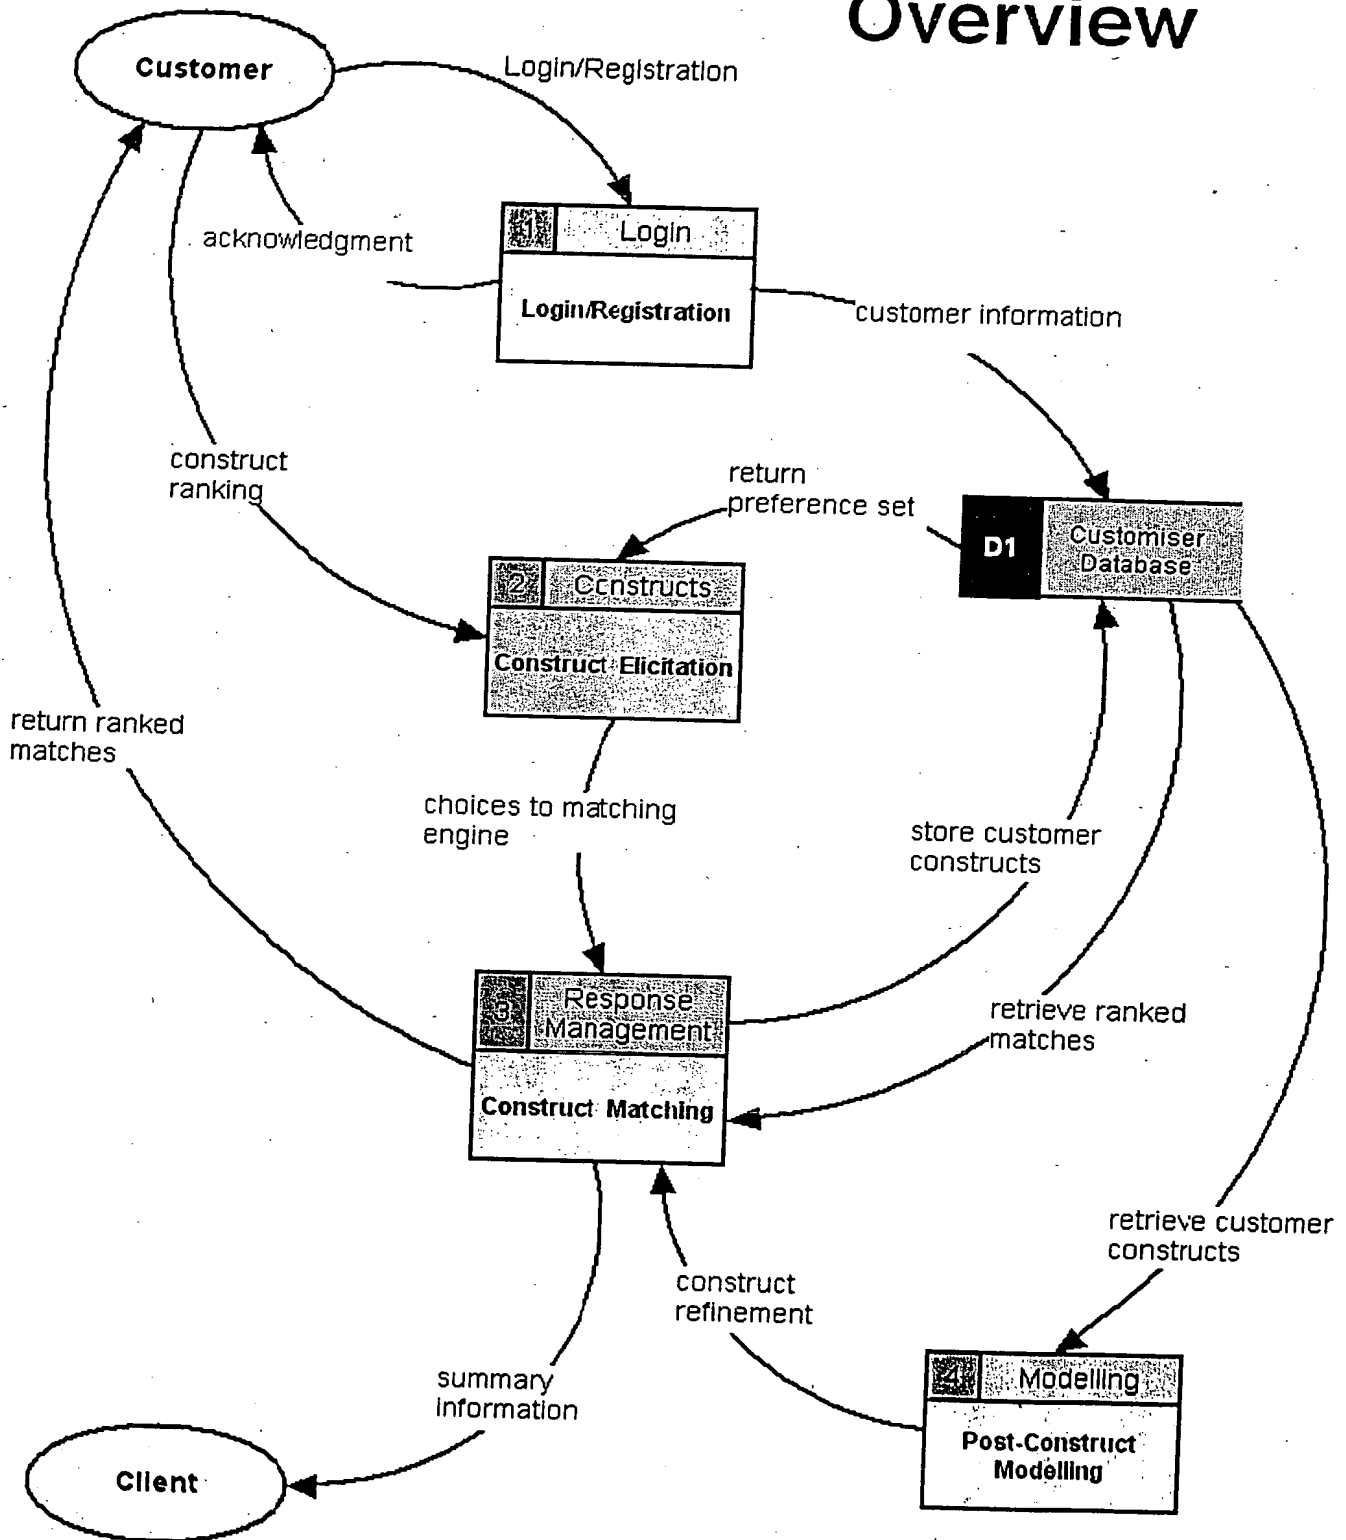 Overview
Customer
Login/Registration
1
Login
acknowledgment
Login/Registration
customer information
construct
ranking
return
preference set
D1
Customiser
Database
2
Constructs
Construct Elicitation
return ranked
matches
choices to matching
engine
store customer
constructs
3
Response
Management
retrieve ranked
matches
Construct Matching
retrieve customer
constructs
construct
refinement
4
Modelling
summary
information
Post-Construct
Modelling
Client